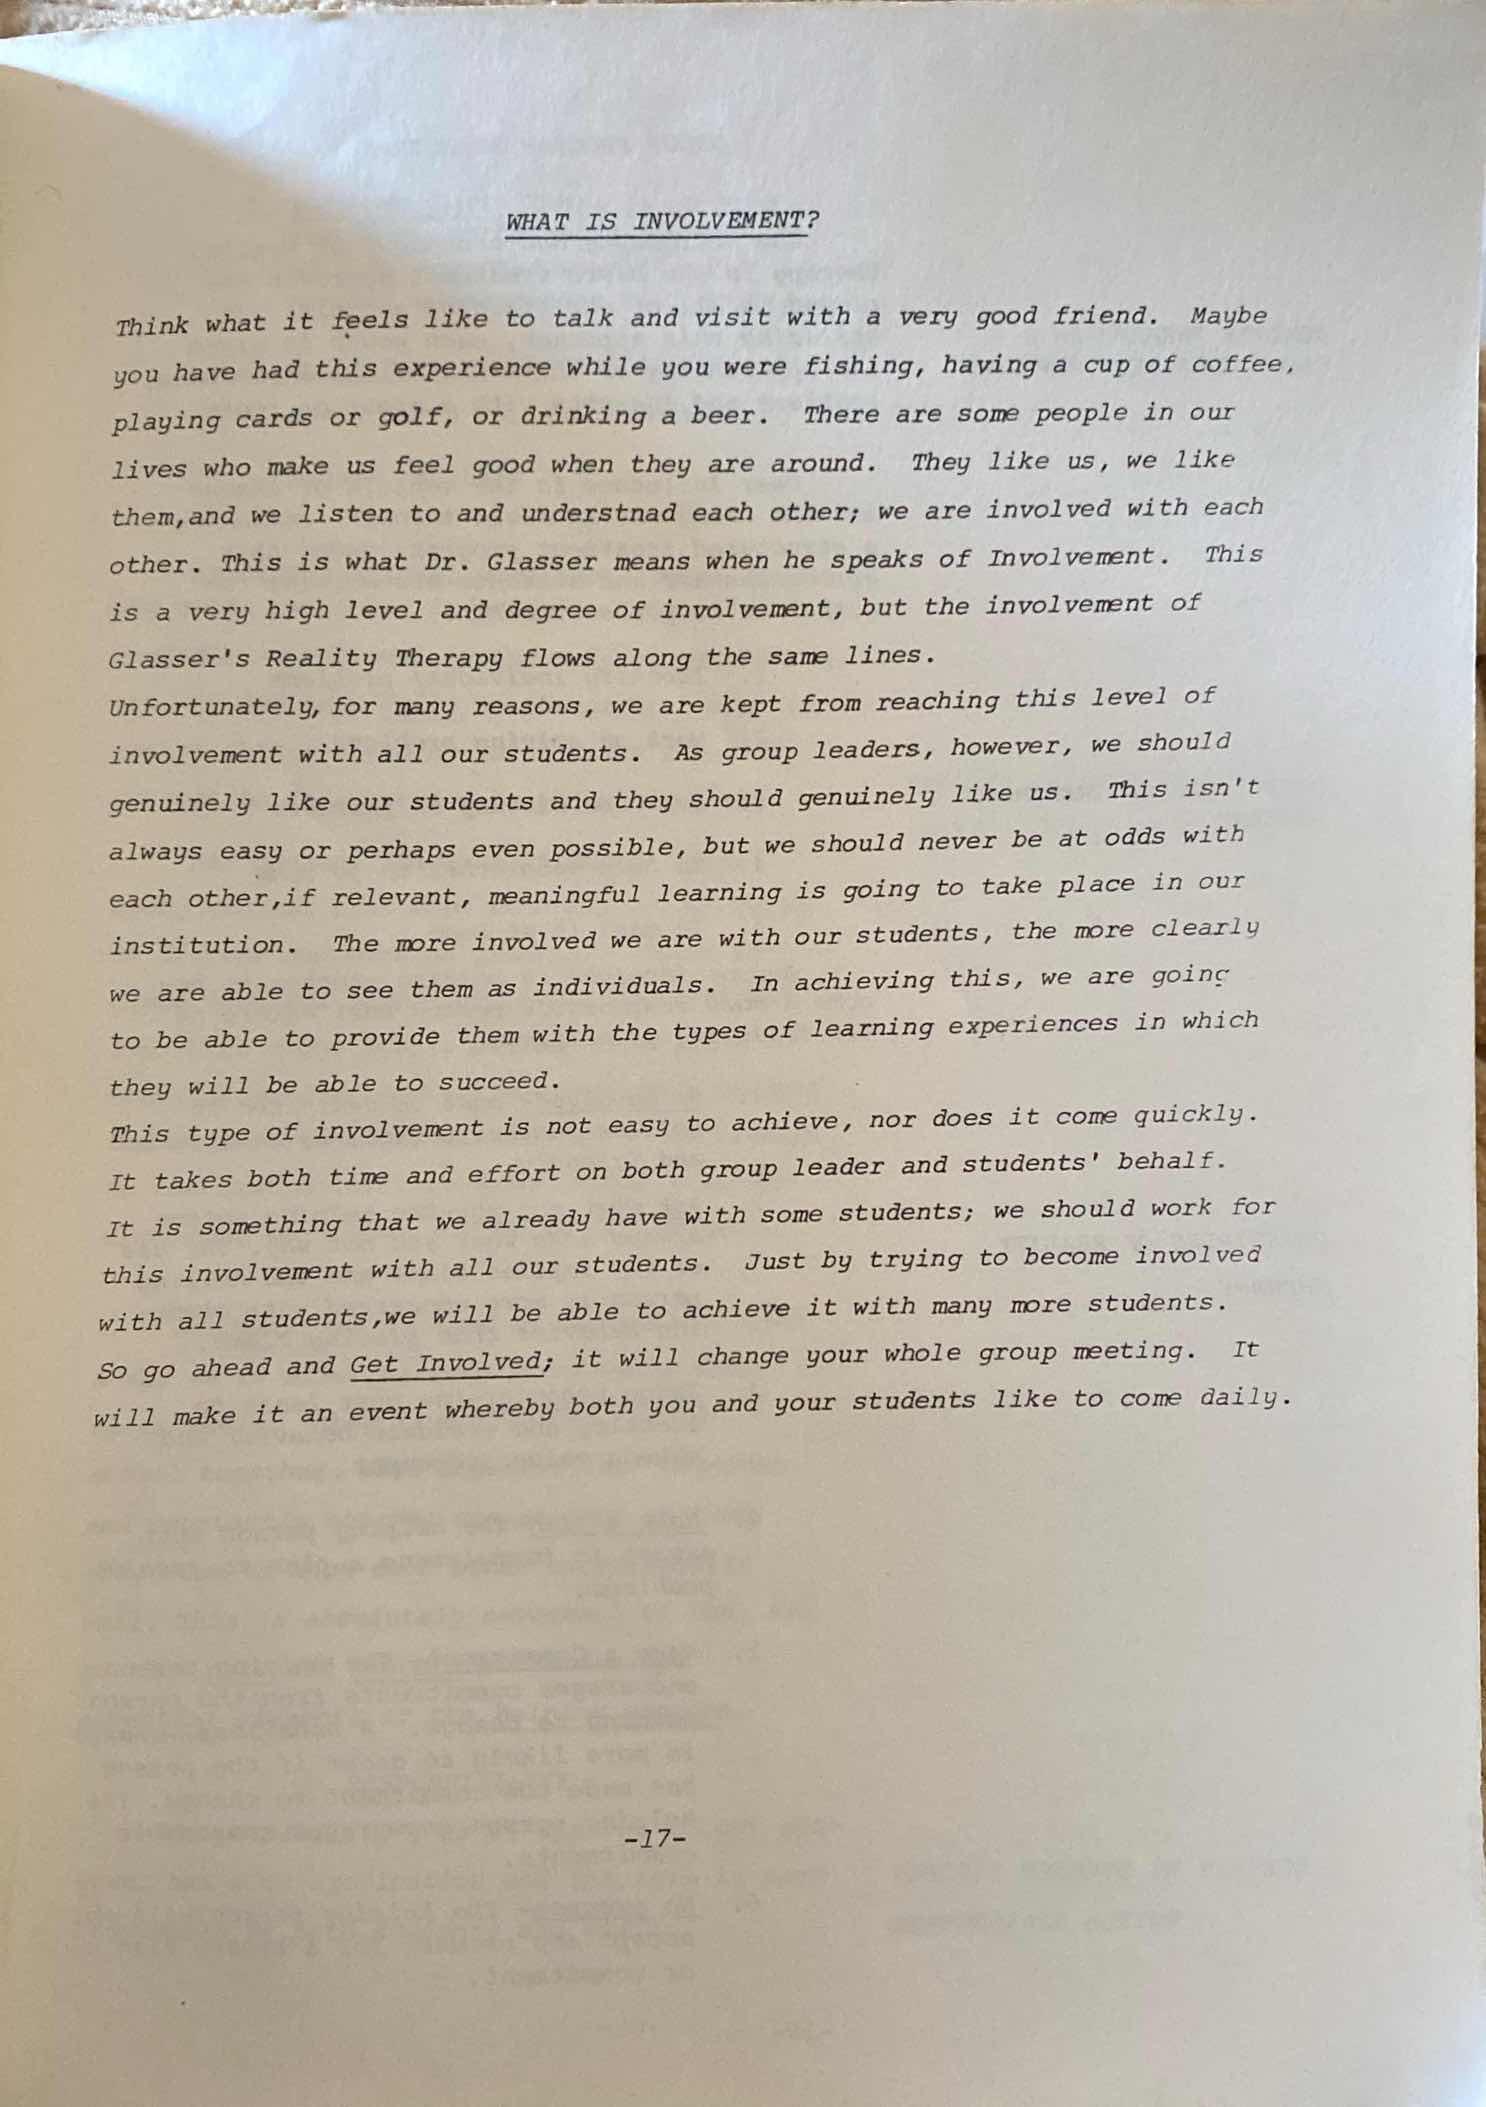 WHAT IS INVOLVEMENT?
Think what it feels like to talk and visit with a very good friend. Maybe
you have had this experience while you were fishing, having a cup of coffee,
playing cards or golf, or drinking a beer. There are some people in our
lives who make us feel good when they are around. They like us, we like
them,and we listen to and understnad each other; we are involved with each
other. This is what Dr. Glasser means when he speaks of Involvement. This
is a very high level and degree of involvement, but the involvement of
Glasser's Reality Therapy flows along the same lines.
Unfortunately, for many reasons, we are kept from reaching this level of
involvement with all our students. As group leaders, however, we should
genuinely like our students and they should genuinely like us. This isn't
always easy or perhaps even possible, but we should never be at odds with
each other,if relevant, meaningful learning is going to take place in our
institution. The more involved we are with our students, the more clearly
we are able to see them as individuals. In achieving this, we are going
to be able to provide them with the types of learning experiences in which
they will be able to succeed.
This type of involvement is not easy to achieve, nor does it come quickly.
It takes both time and effort on both group leader and students' behalf.
It is something that we already have with some students; we should work for
this involvement with all our students. Just by trying to become involved
with all students,we will be able to achieve it with many more students.
So go ahead and Get Involved; it will change your whole group meeting. It
will make it an event whereby both you and your students like to come daily.
-17-